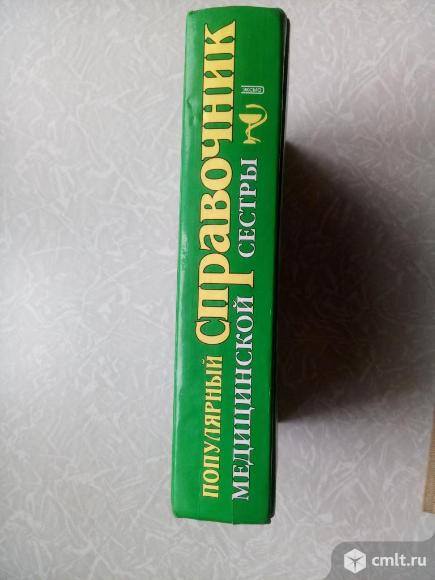 ПОПУЛЯРНЫЙ
справочник
МЕДИЦИНСКОЙ СЕСТРЫ
ЭКСМО
cmlt.ru